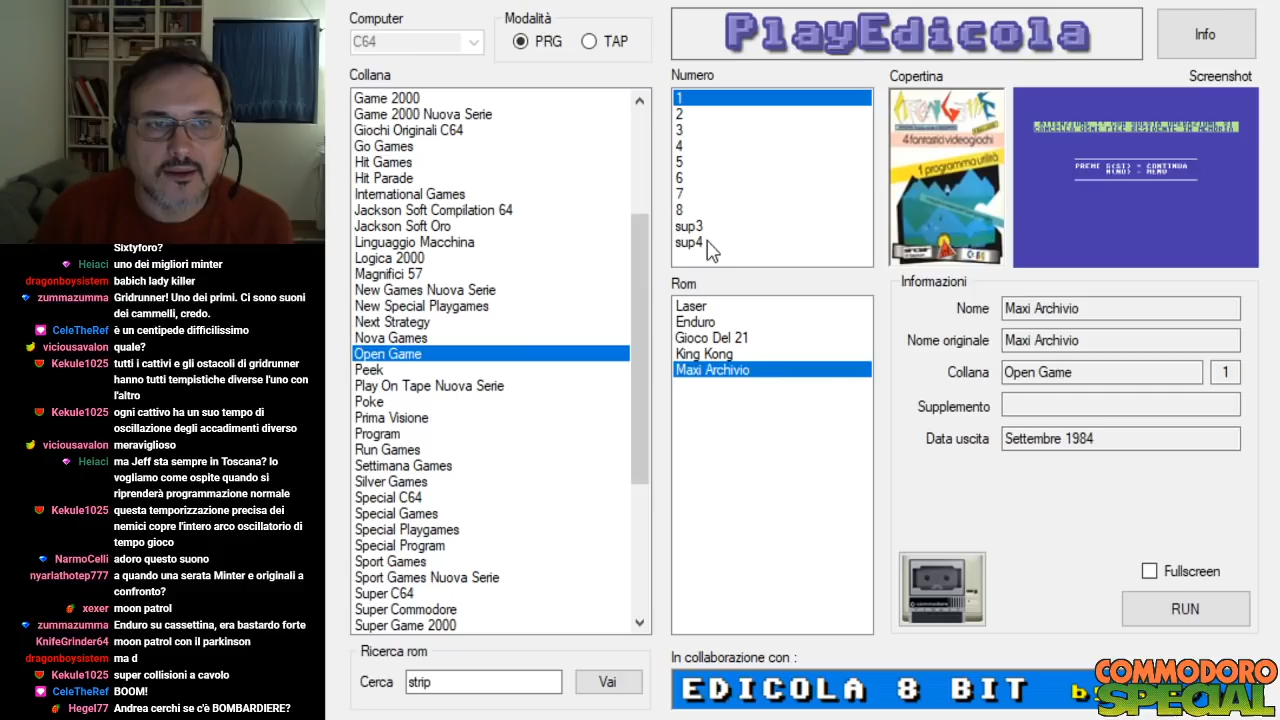 Sixtyforo?
Heiaci uno dei migliori minter
dragonboysistem babich lady killer
zummazumma Gridrunner! Uno dei primi. Ci sono suoni
dei cammelli, credo.
CeleTheRef è un centipede difficilissimo
viciousavalon quale?
Kekule1025 tutti i cattivi e gli ostacoli di gridrunner
hanno tutti tempistiche diverse l'uno con
l'altro
Kekule1025 ogni cattivo ha un suo tempo di
oscillazione degli accadimenti diverso
viciousavalon meraviglioso
Heiaci ma Jeff sta sempre in Toscana? lo
vogliamo come ospite quando si
riprenderà programmazione normale
Kekule1025 questa temporizzazione precisa dei
nemici copre l'intero arco oscillatorio di
tempo gioco
NarmoCelli adoro questo suono
nyarlathotep777 a quando una serata Minter e originali a
confronto?
xexer moon patrol
zummazumma Enduro su cassettina, era bastardo forte
KnifeGrinder64 moon patrol con il parkinson
dragonboysistem ma d
Kekule1025 super collisioni a cavolo
CeleTheRef BOOM!
Hegel77 Andrea cerchi se c'è BOMBARDIERE?
Computer
C64
Modalità
PRG
TAP
Collana
Game 2000
Game 2000 Nuova Serie
Giochi Originali C64
Go Games
Hit Games
Hit Parade
International Games
Jackson Soft Compilation 64
Jackson Soft Oro
Linguaggio Macchina
Logica 2000
Magnifici 57
New Games Nuova Serie
New Special Playgames
Next Strategy
Nova Games
Open Game
Peek
Play On Tape Nuova Serie
Poke
Prima Visione
Program
Run Games
Settimana Games
Silver Games
Special C64
Special Games
Special Playgames
Special Program
Sport Games
Sport Games Nuova Serie
Super C64
Super Commodore
Super Game 2000
Ricerca rom
Cerca
strip
Vai
PlayEdicola
Info
Numero
1
2
3
4
5
6
7
8
sup3
sup4
Rom
Laser
Enduro
Gioco Del 21
King Kong
Maxi Archivio
Copertina
Screenshot
4 fantastici videogiochi
1 programma utilità
sinclair
PREME S(SI) = CONTINUA
N(NO) = MENU
Informazioni
Nome
Maxi Archivio
Nome originale
Maxi Archivio
Collana
Open Game
1
Supplemento
Data uscita
Settembre 1984
Fullscreen
RUN
In collaborazione con :
EDICOLA 8 BIT
COMMODORO
SPECIAL